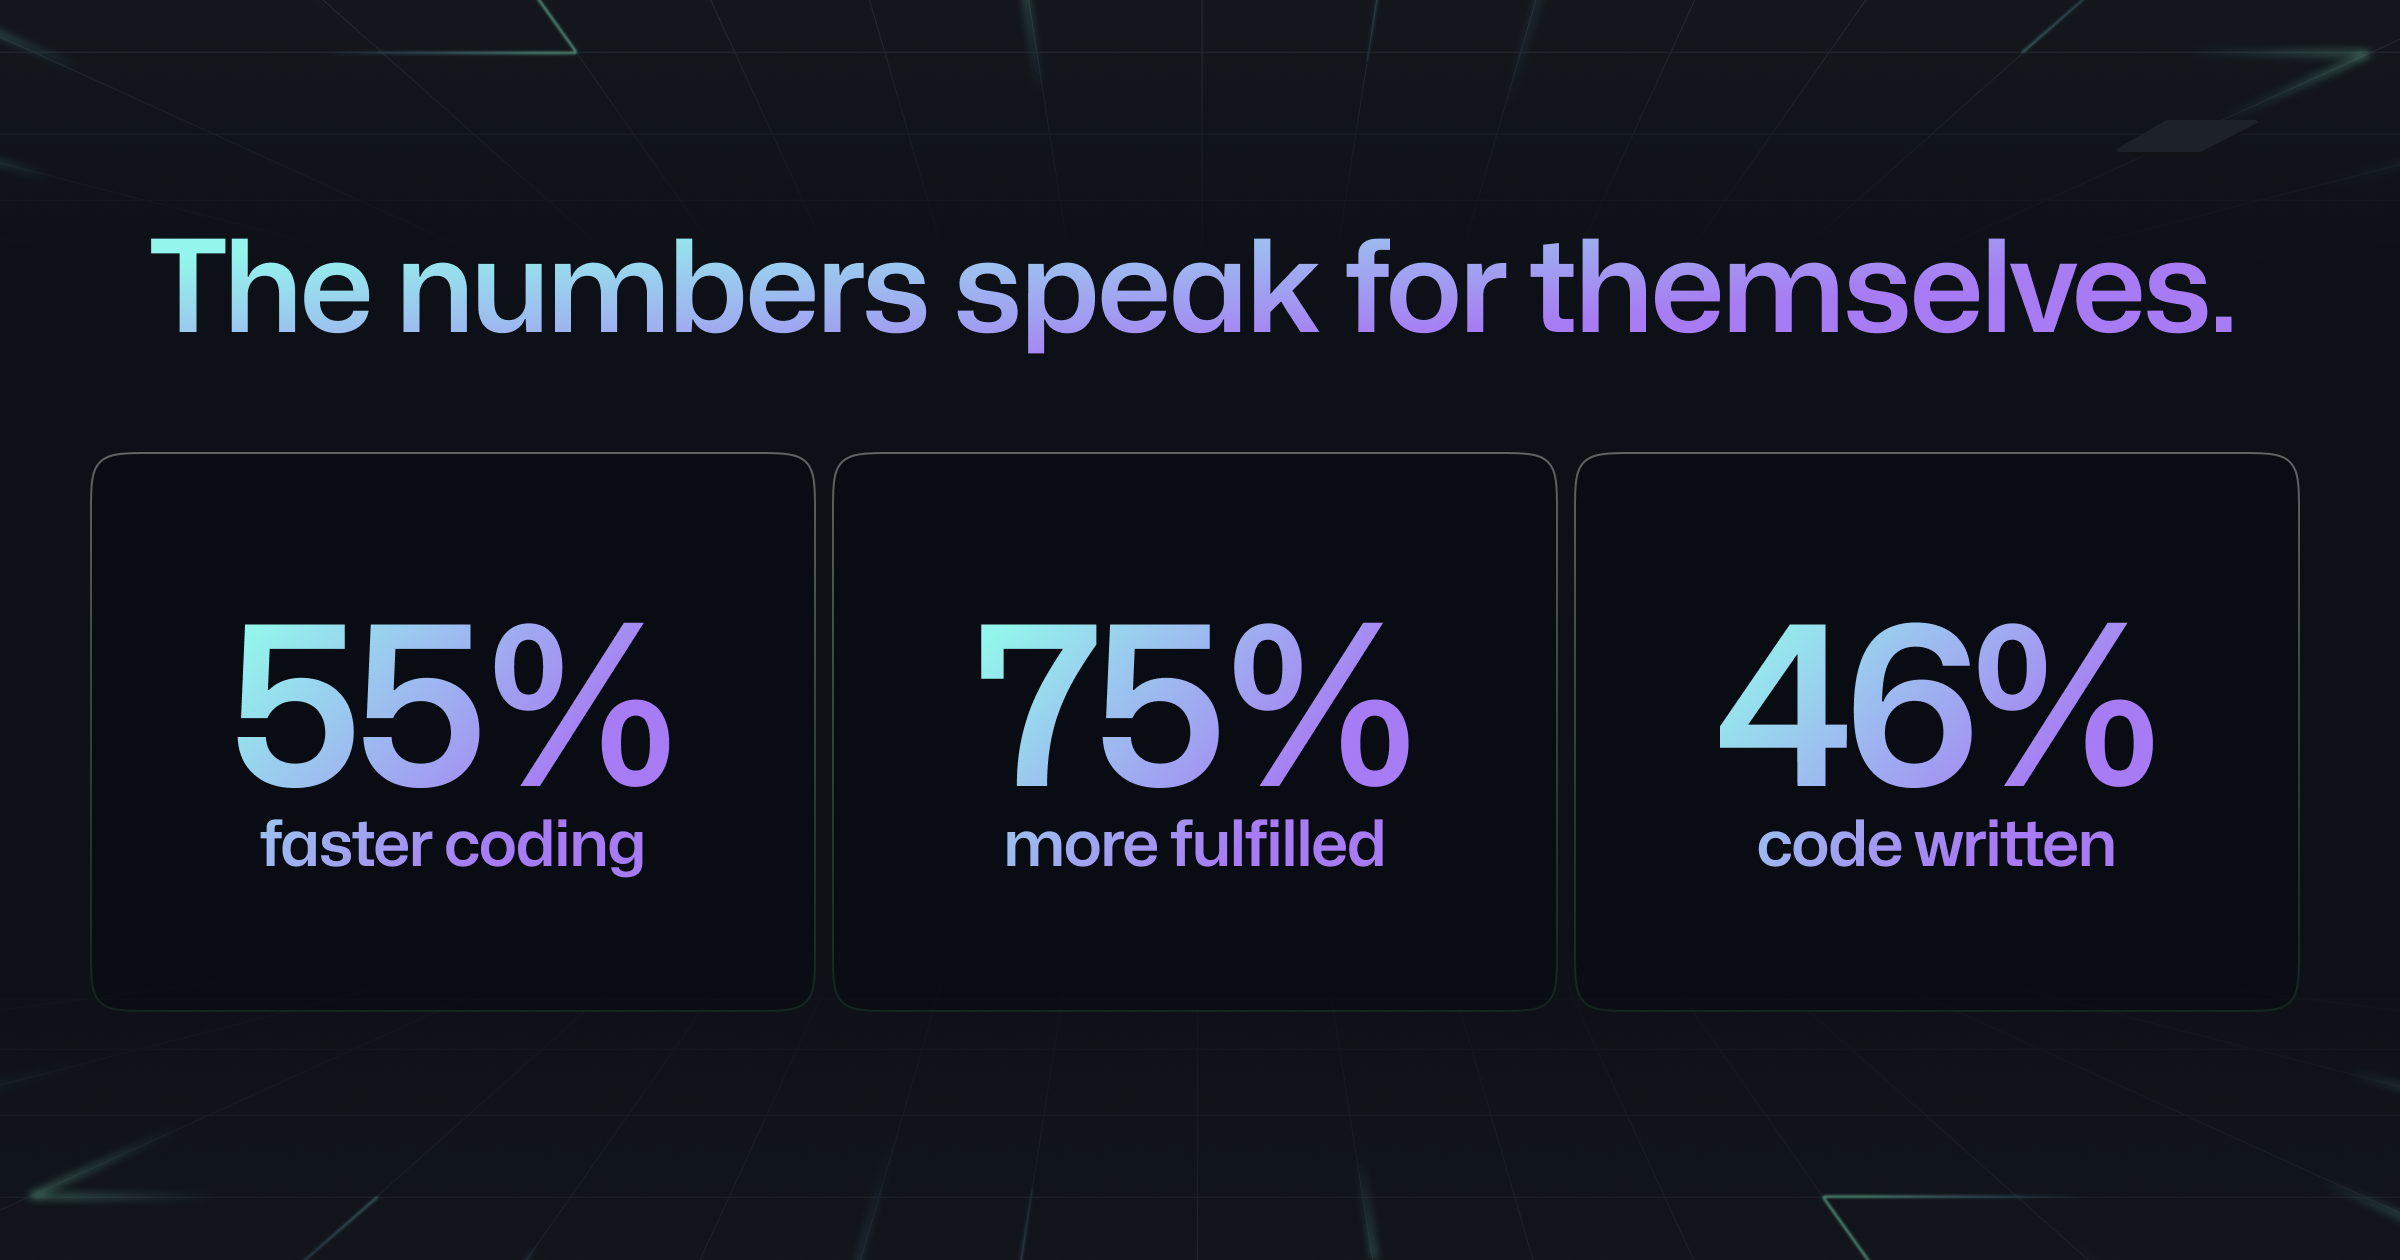 The numbers speak for themselves.
55%
faster coding
75%
more fulfilled
46%
code written